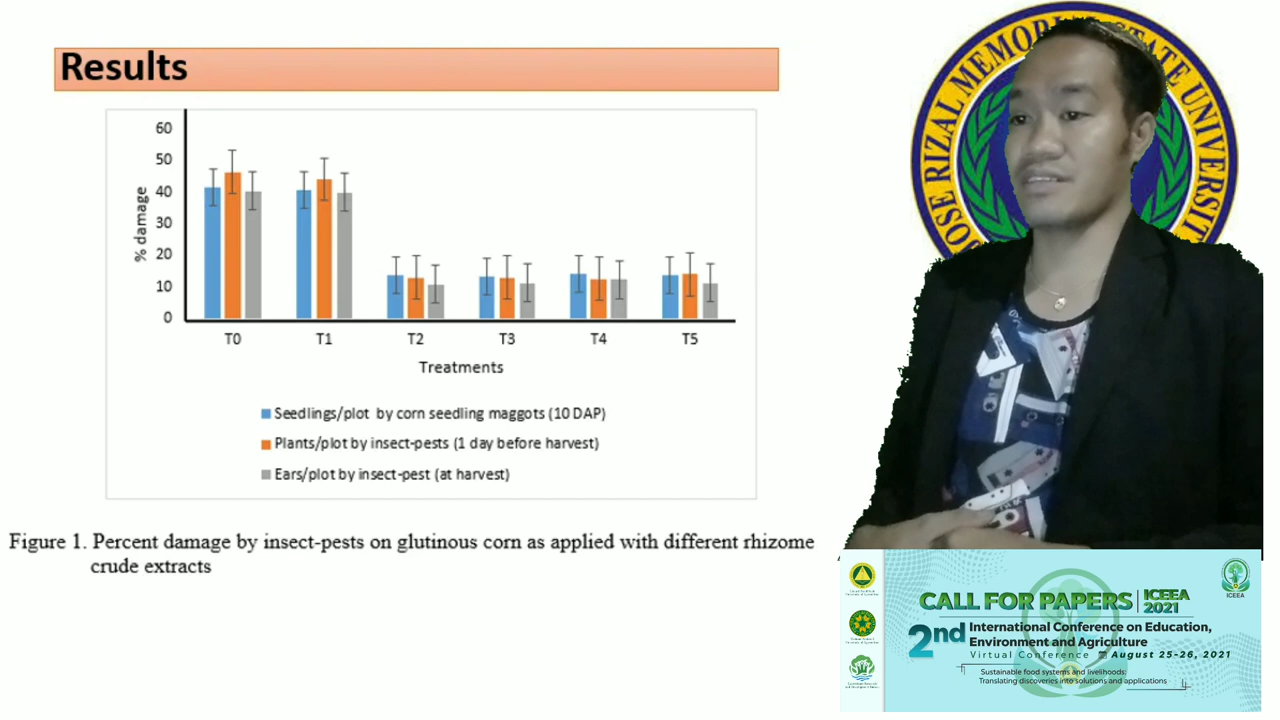 Results
60
50
40
30
20
10
0
% damage
T0 T1 T2 T3 T4 T5
Treatments
Seedlings/plot by corn seedling maggots (10 DAP)
Plants/plot by insect-pests (1 day before harvest)
Ears/plot by insect-pest (at harvest)
Figure 1. Percent damage by insect-pests on glutinous corn as applied with different rhizome
crude extracts
JOSE RIZAL MEMORI STATE UNIVERSIT
CALL FOR PAPERS
ICEEA
2021
2nd
International Conference on Education,
Environment and Agriculture
Virtual Conference August 25-26, 2021
Sustainable food systems and livelihoods:
Translating discoveries into solutions and applications
ICEEA